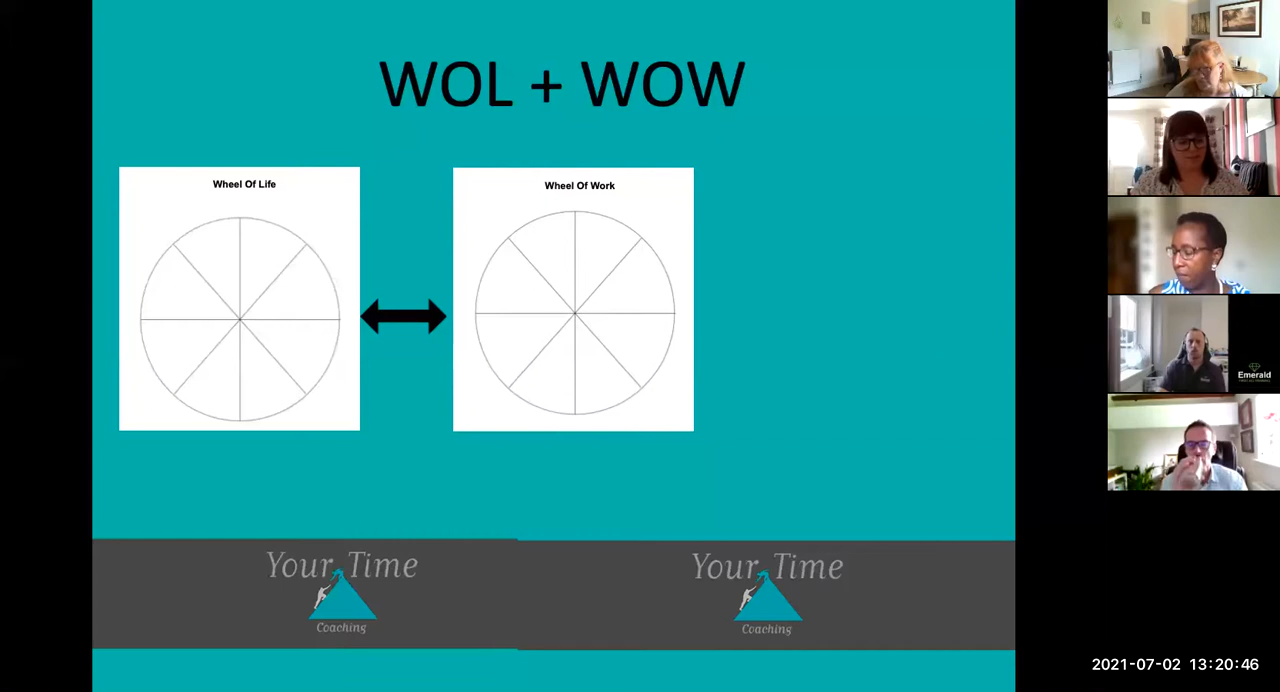 WOL + WOW
Wheel Of Life
Wheel Of Work
Your Time
Coaching
Your Time
Coaching
Emerald
2021-07-02 13:20:46